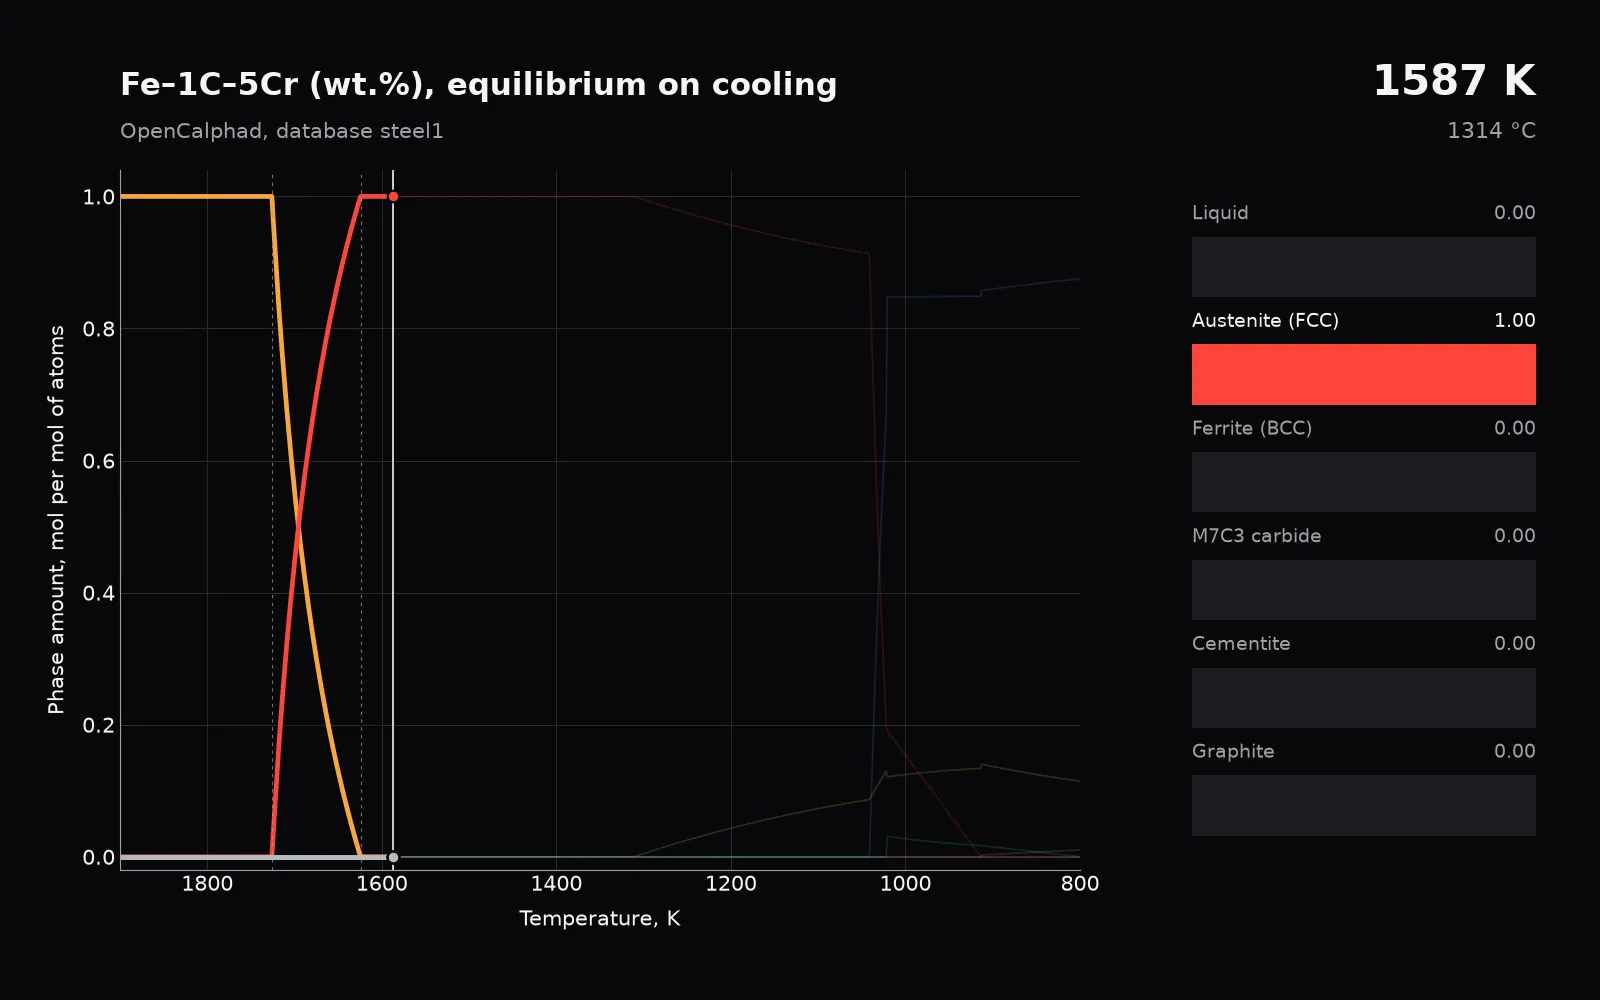 Fe–1C–5Cr (wt.%), equilibrium on cooling
OpenCalphad, database steel1
1587 K
1314 °C
Phase amount, mol per mol of atoms
1.0
0.8
0.6
0.4
0.2
0.0
1800
1600
1400
1200
1000
800
Temperature, K
Liquid 0.00
Austenite (FCC) 1.00
Ferrite (BCC) 0.00
M7C3 carbide 0.00
Cementite 0.00
Graphite 0.00